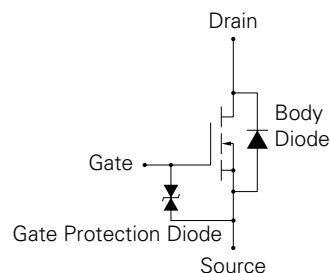 Drain
Body
Diode
Gate
Gate Protection Diode
Source